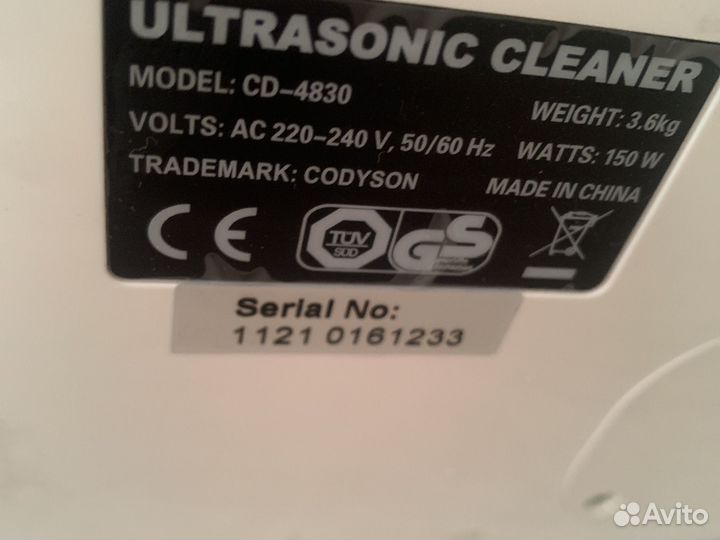 ULTRASONIC CLEANER
MODEL: CD-4830
WEIGHT: 3.6kg
VOLTS: AC 220-240 V, 50/60 Hz
WATTS: 150 W
TRADEMARK: CODYSON
MADE IN CHINA
CE
TÜV
SÜD
GS
Serial No:
1121 0161233
Avito